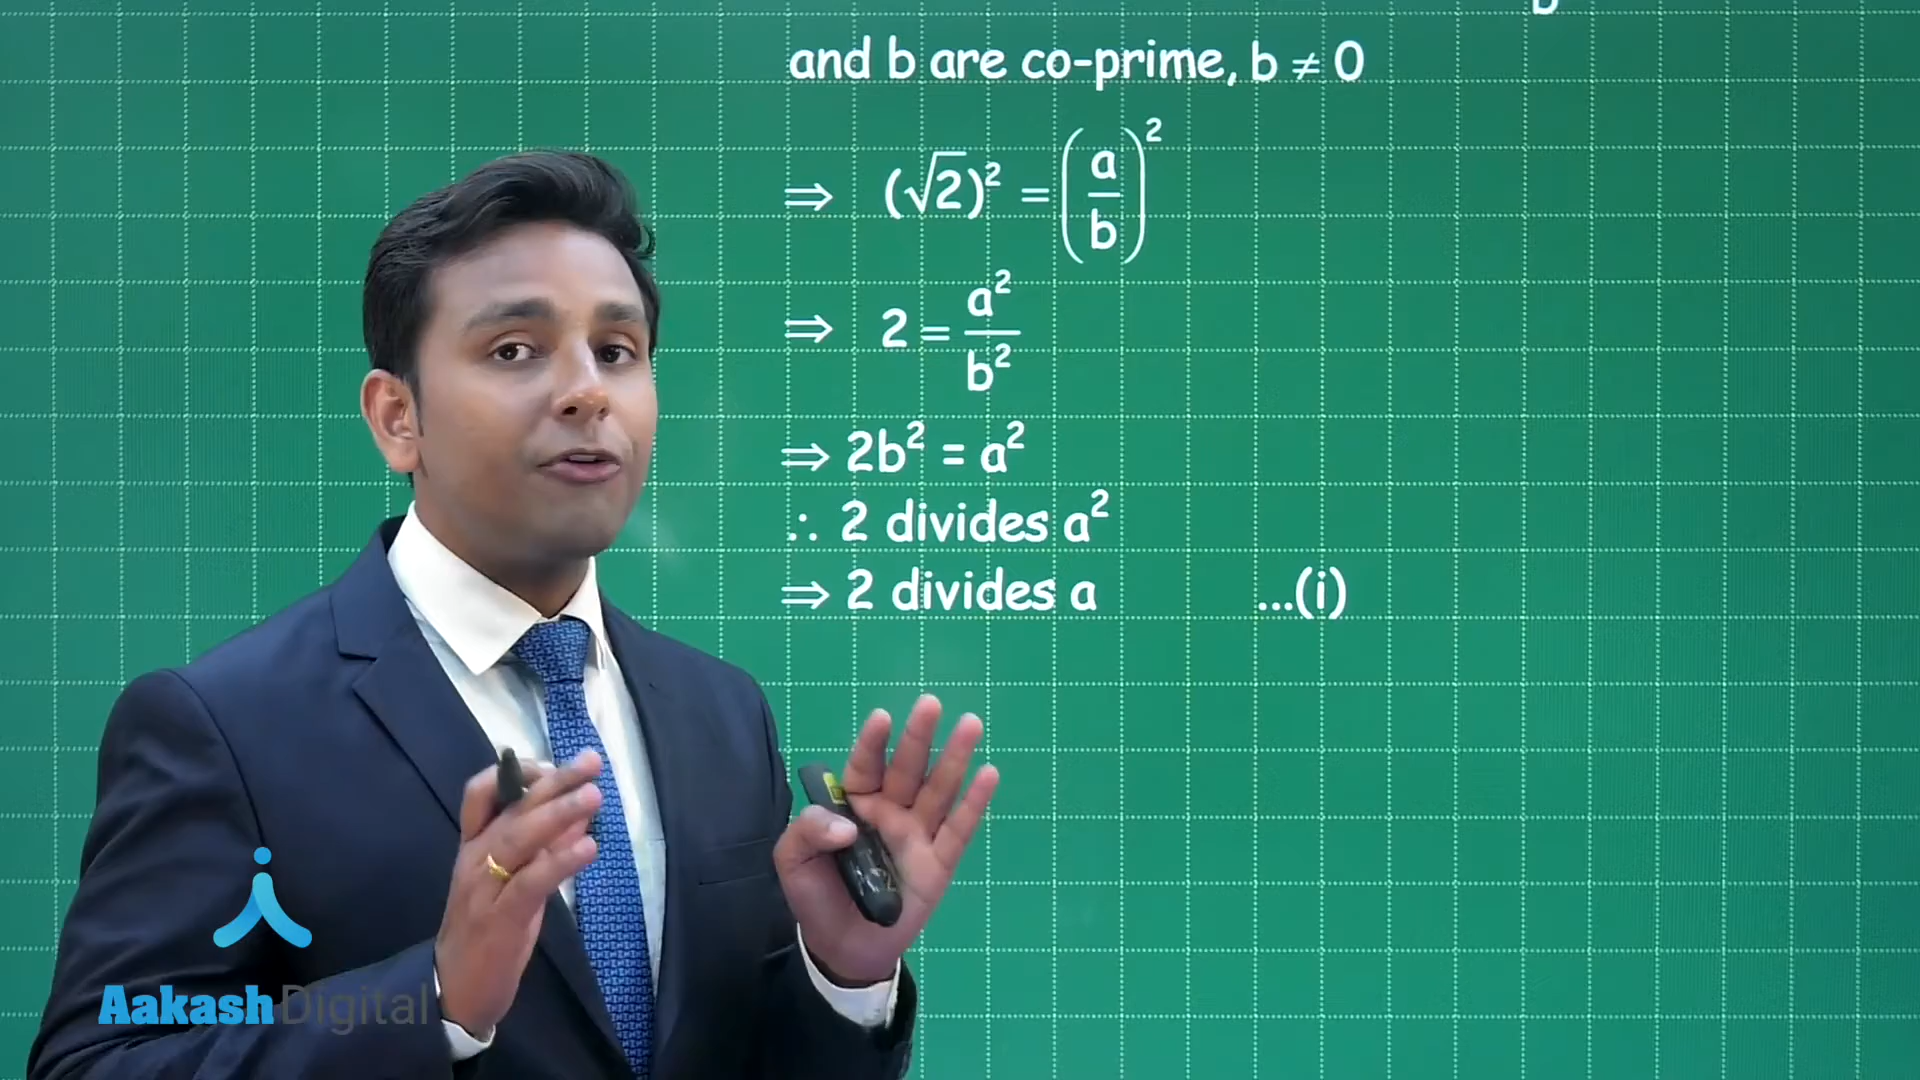 b
and b are co-prime, b ≠ 0
⇒ (√2)² = (a/b)²
⇒ 2 = a²/b²
⇒ 2b² = a²
∴ 2 divides a²
⇒ 2 divides a ...(i)
Aakash Digital